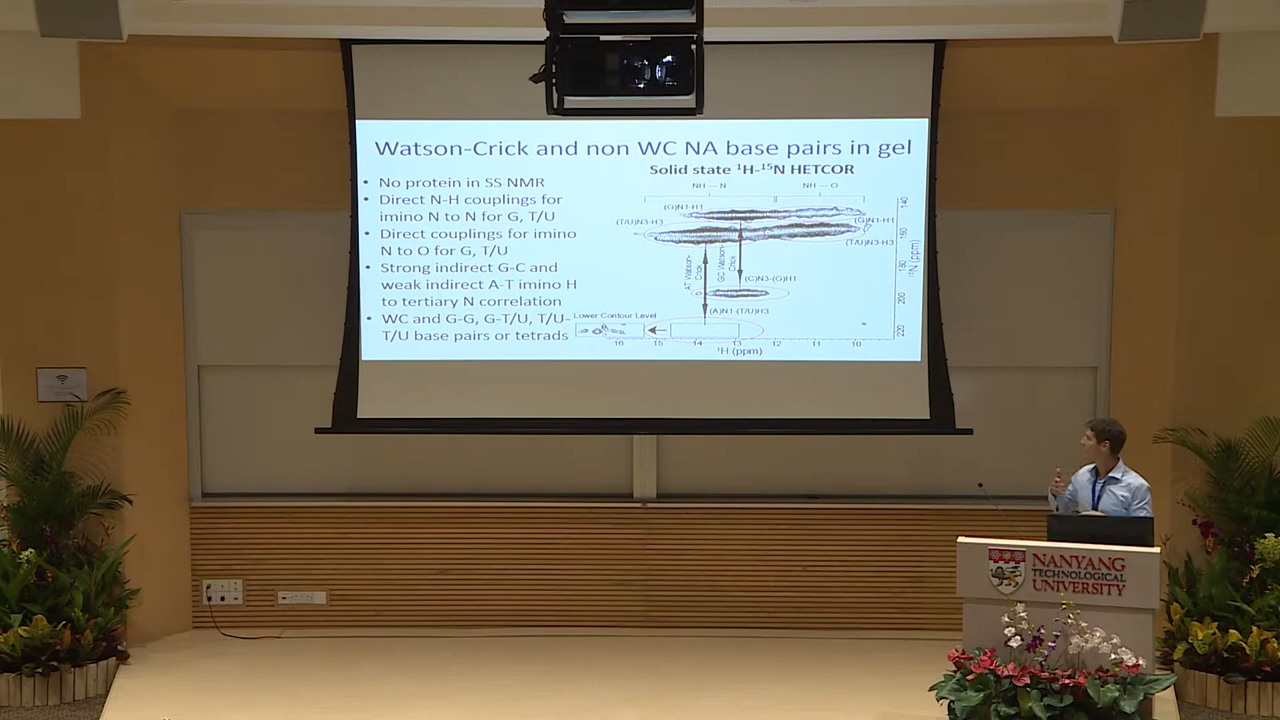 Watson-Crick and non WC NA base pairs in gel
• No protein in SS NMR
• Direct N-H couplings for
imino N to N for G, T/U
• Direct couplings for imino
N to O for G, T/U
• Strong indirect G-C and
weak indirect A-T imino H
to tertiary N correlation
• WC and G-G, G-T/U, T/U-
T/U base pairs or tetrads
Solid state ¹H-¹⁵N HETCOR
NH — N
NH — O
(G)N1-H1
(T/U)N3-H3
(G)N1-H1
(T/U)N3-H3
AT Watson-
Crick
GC Watson-
Crick
(C)N3-(G)H1
(A)N1-(T/U)H3
Lower Contour Level
140
160
180
200
220
¹⁵N (ppm)
16 15 14 13 12 11 10
¹H (ppm)
NANYANG
TECHNOLOGICAL
UNIVERSITY